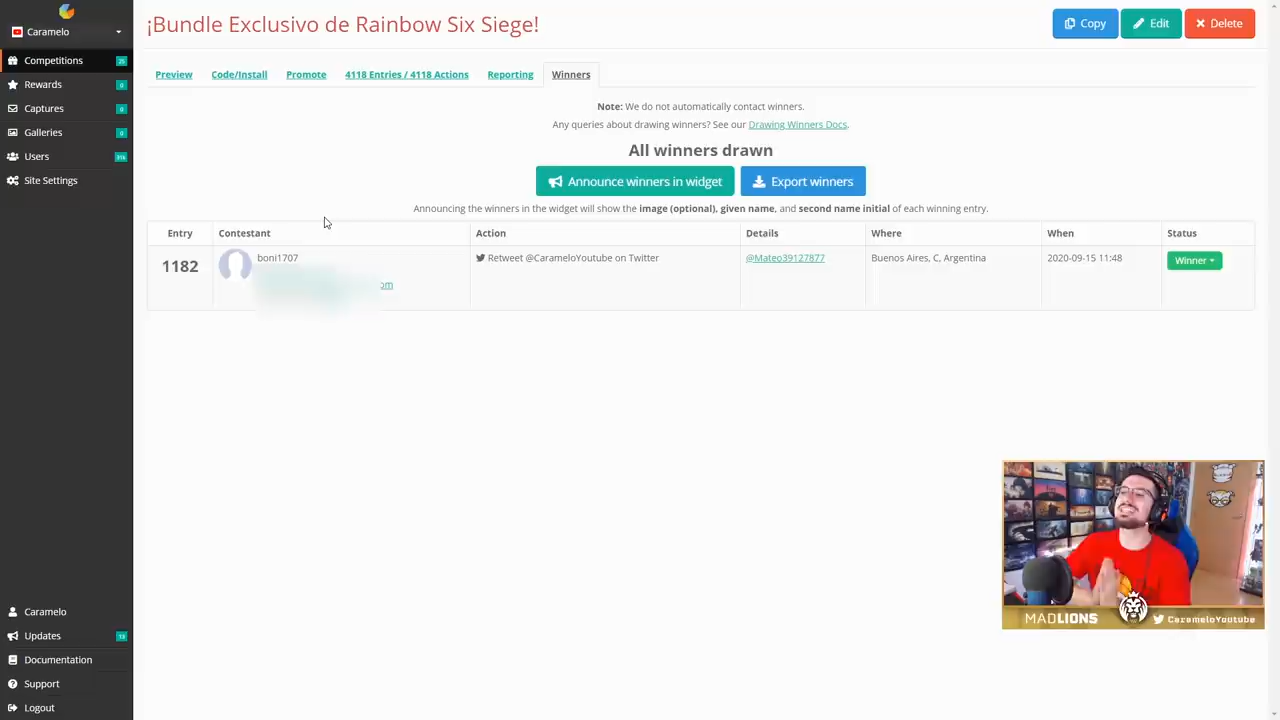 ¡Bundle Exclusivo de Rainbow Six Siege!
Copy
Edit
Delete
Caramelo
Competitions 25
Rewards 0
Captures 0
Galleries 0
Users 31k
Site Settings
Preview
Code/Install
Promote
4118 Entries / 4118 Actions
Reporting
Winners
Note: We do not automatically contact winners.
Any queries about drawing winners? See our Drawing Winners Docs.
All winners drawn
Announce winners in widget
Export winners
Announcing the winners in the widget will show the image (optional), given name, and second name initial of each winning entry.
Entry Contestant Action Details Where When Status
1182 boni1707 Retweet @CarameloYoutube on Twitter @Mateo39127877 Buenos Aires, C, Argentina 2020-09-15 11:48 Winner
om
MADLIONS CarameloYoutube
Caramelo
Updates 13
Documentation
Support
Logout